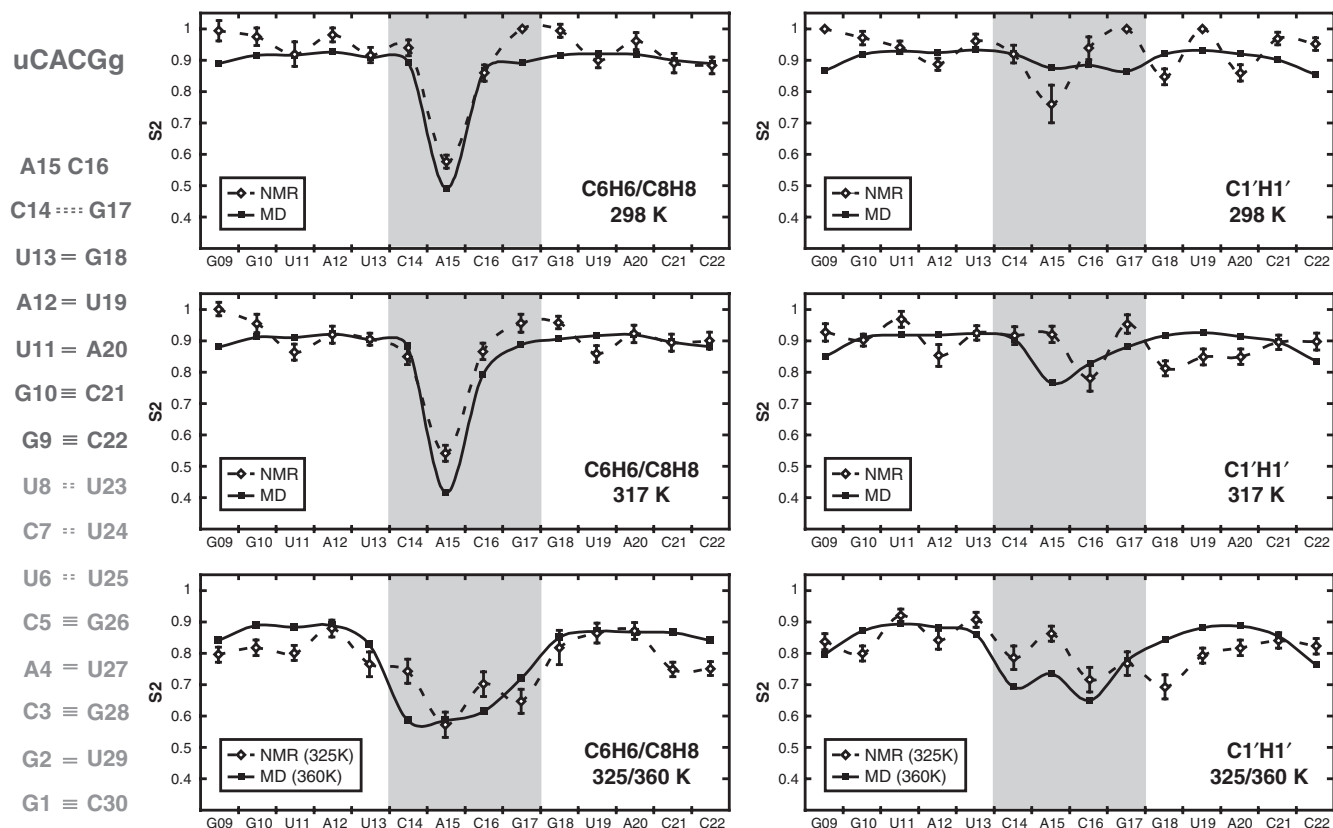 uCACGg
A15 C16
C14 :::: G17
U13 = G18
A12 = U19
U11 = A20
G10 ≡ C21
G9 ≡ C22
U8 :: U23
C7 :: U24
U6 :: U25
C5 ≡ G26
A4 = U27
C3 ≡ G28
G2 = U29
G1 ≡ C30
1
0.9
0.8
0.7
0.6
0.5
0.4
S2
NMR
MD
C6H6/C8H8
298 K
G09 G10 U11 A12 U13 C14 A15 C16 G17 G18 U19 A20 C21 C22
1
0.9
0.8
0.7
0.6
0.5
0.4
S2
NMR
MD
C1′H1′
298 K
G09 G10 U11 A12 U13 C14 A15 C16 G17 G18 U19 A20 C21 C22
1
0.9
0.8
0.7
0.6
0.5
0.4
S2
NMR
MD
C6H6/C8H8
317 K
G09 G10 U11 A12 U13 C14 A15 C16 G17 G18 U19 A20 C21 C22
1
0.9
0.8
0.7
0.6
0.5
0.4
S2
NMR
MD
C1′H1′
317 K
G09 G10 U11 A12 U13 C14 A15 C16 G17 G18 U19 A20 C21 C22
1
0.9
0.8
0.7
0.6
0.5
0.4
S2
NMR (325K)
MD (360K)
C6H6/C8H8
325/360 K
G09 G10 U11 A12 U13 C14 A15 C16 G17 G18 U19 A20 C21 C22
1
0.9
0.8
0.7
0.6
0.5
0.4
S2
NMR (325K)
MD (360K)
C1′H1′
325/360 K
G09 G10 U11 A12 U13 C14 A15 C16 G17 G18 U19 A20 C21 C22